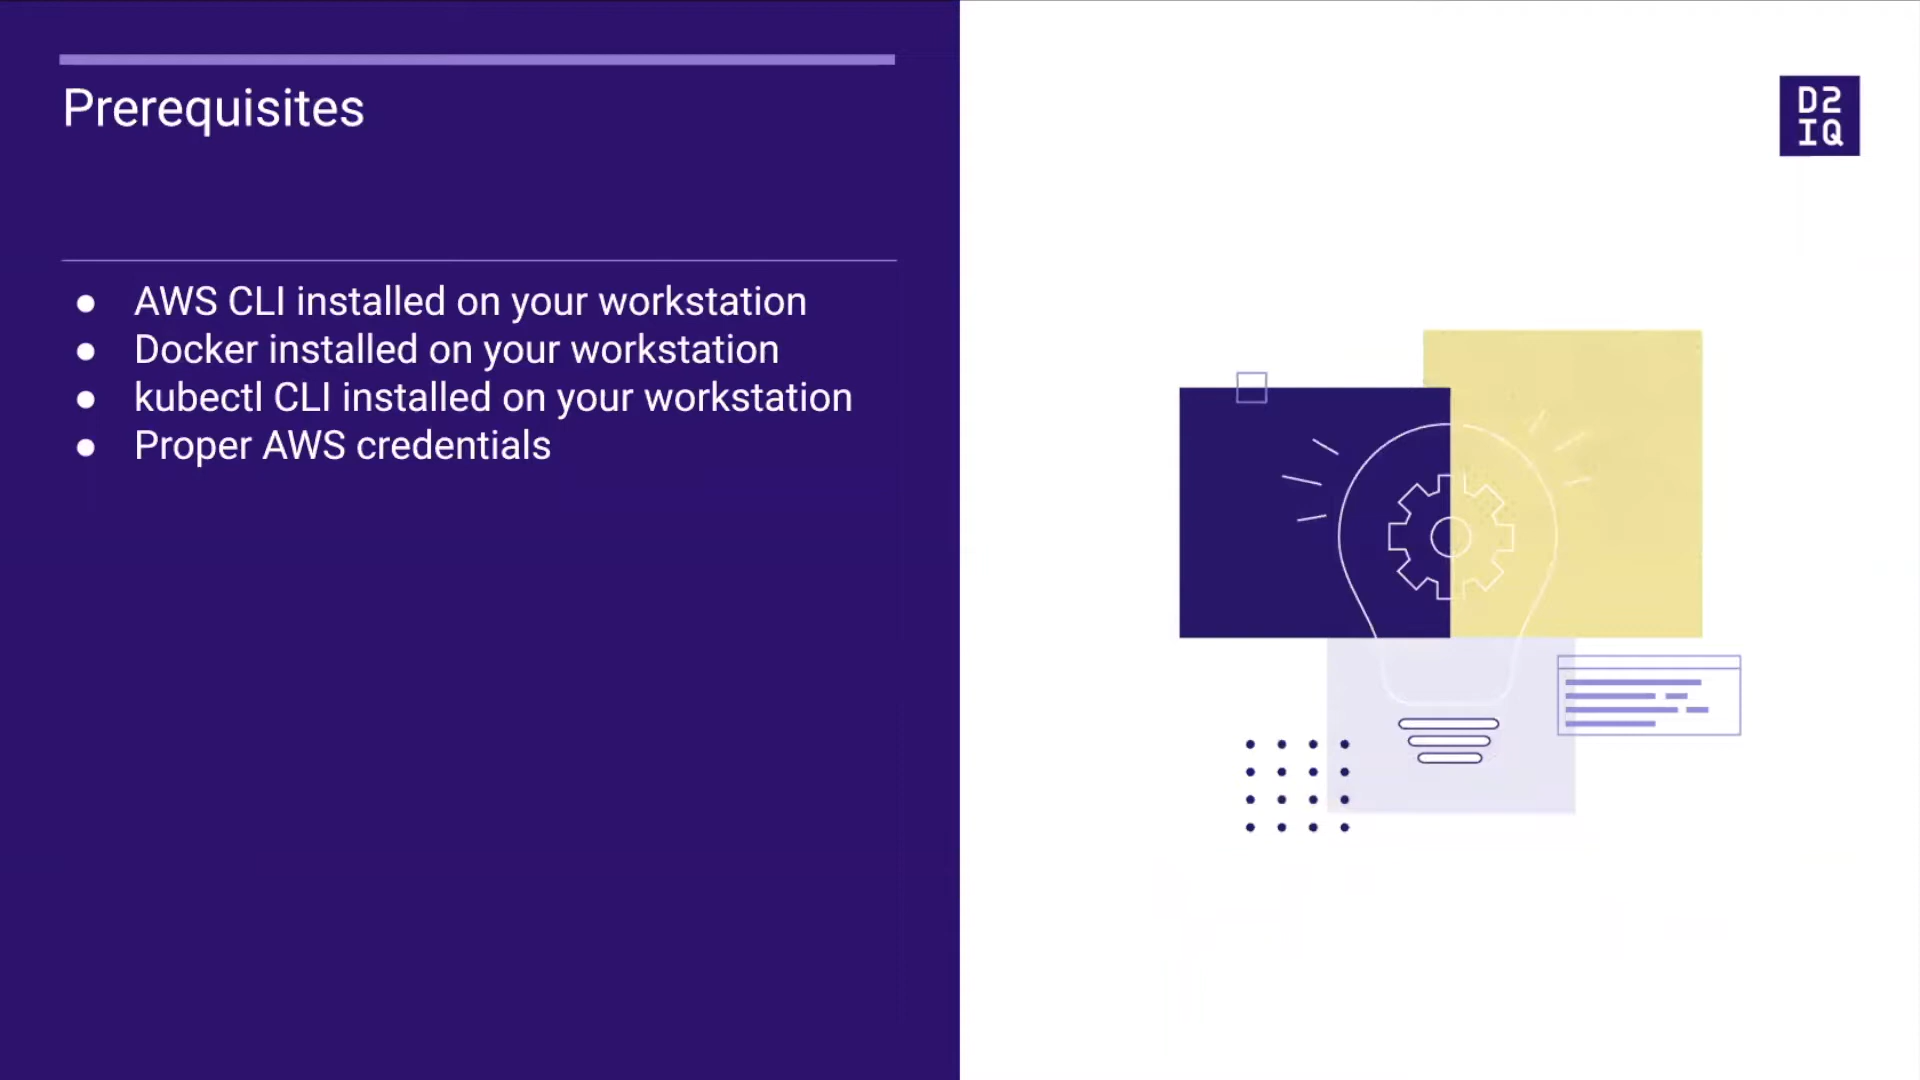 Prerequisites
● AWS CLI installed on your workstation
● Docker installed on your workstation
● kubectl CLI installed on your workstation
● Proper AWS credentials
D2
IQ